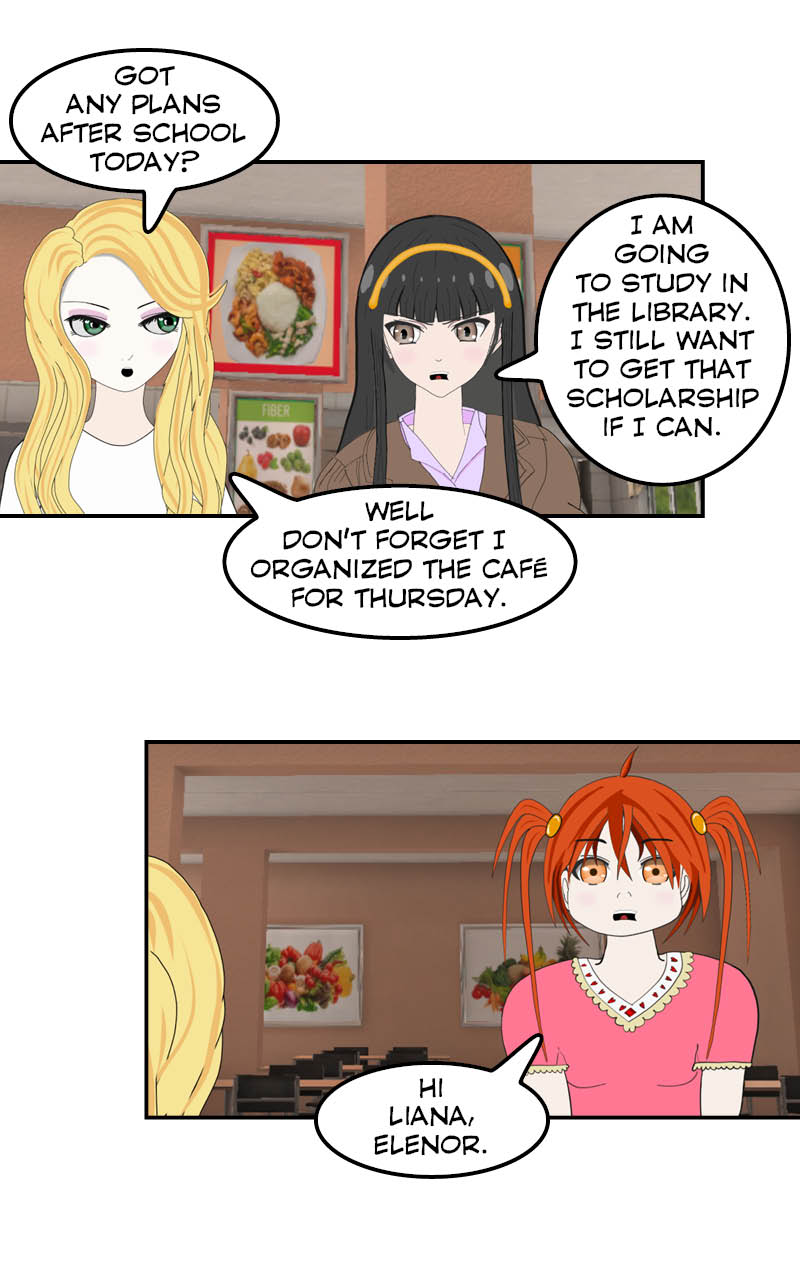 GOT
ANY PLANS
AFTER SCHOOL
TODAY?
I AM
GOING
TO STUDY IN
THE LIBRARY.
I STILL WANT
TO GET THAT
SCHOLARSHIP
IF I CAN.
FIBER
WELL
DON'T FORGET I
ORGANIZED THE CAFÉ
FOR THURSDAY.
HI
LIANA,
ELENOR.